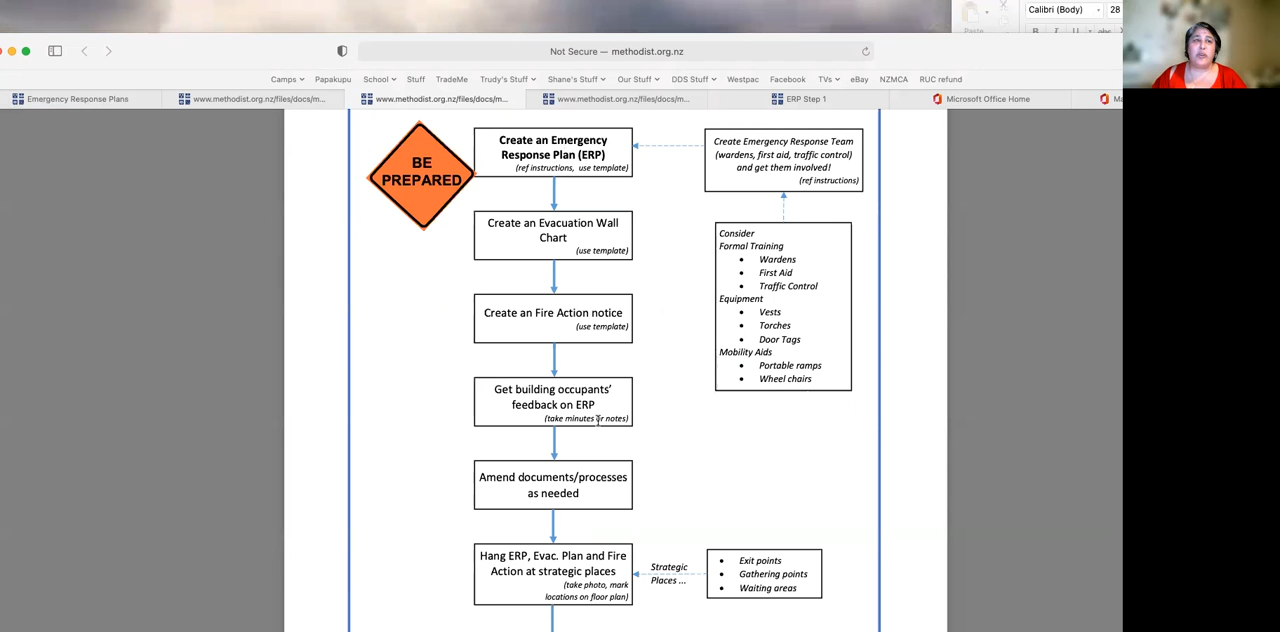 Calibri (Body)
28
Paste
B I U abc
Not Secure — methodist.org.nz
Camps Papakupu School Stuff TradeMe Trudy's Stuff Shane's Stuff Our Stuff DDS Stuff Westpac Facebook TVs eBay NZMCA RUC refund
Emergency Response Plans www.methodist.org.nz/files/docs/m... www.methodist.org.nz/files/docs/m... www.methodist.org.nz/files/docs/m... ERP Step 1 Microsoft Office Home Ma
BE
PREPARED
Create an Emergency
Response Plan (ERP)
(ref instructions, use template)
Create Emergency Response Team
(wardens, first aid, traffic control)
and get them involved!
(ref instructions)
Create an Evacuation Wall
Chart
(use template)
Consider
Formal Training
• Wardens
• First Aid
• Traffic Control
Equipment
• Vests
• Torches
• Door Tags
Mobility Aids
• Portable ramps
• Wheel chairs
Create an Fire Action notice
(use template)
Get building occupants'
feedback on ERP
(take minutes or notes)
Amend documents/processes
as needed
Hang ERP, Evac. Plan and Fire
Action at strategic places
(take photo, mark
locations on floor plan)
Strategic
Places ...
• Exit points
• Gathering points
• Waiting areas